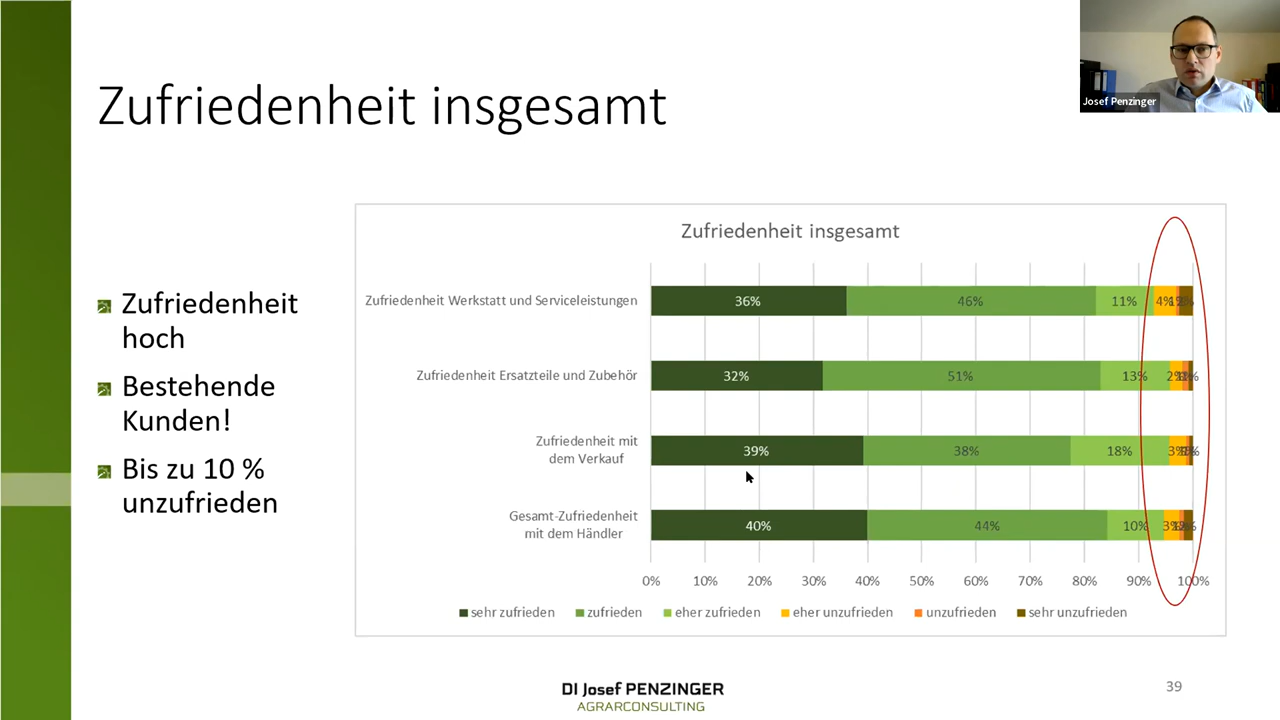 Josef Penzinger
Zufriedenheit insgesamt
Zufriedenheit
hoch
Bestehende
Kunden!
Bis zu 10 %
unzufrieden
Zufriedenheit insgesamt
Zufriedenheit Werkstatt und Serviceleistungen
36% 46% 11% 4%
Zufriedenheit Ersatzteile und Zubehör
32% 51% 13%
Zufriedenheit mit
dem Verkauf
39% 38% 18%
Gesamt-Zufriedenheit
mit dem Händler
40% 44% 10%
0% 10% 20% 30% 40% 50% 60% 70% 80% 90% 100%
sehr zufrieden zufrieden eher zufrieden eher unzufrieden unzufrieden sehr unzufrieden
DI Josef PENZINGER
AGRARCONSULTING
39